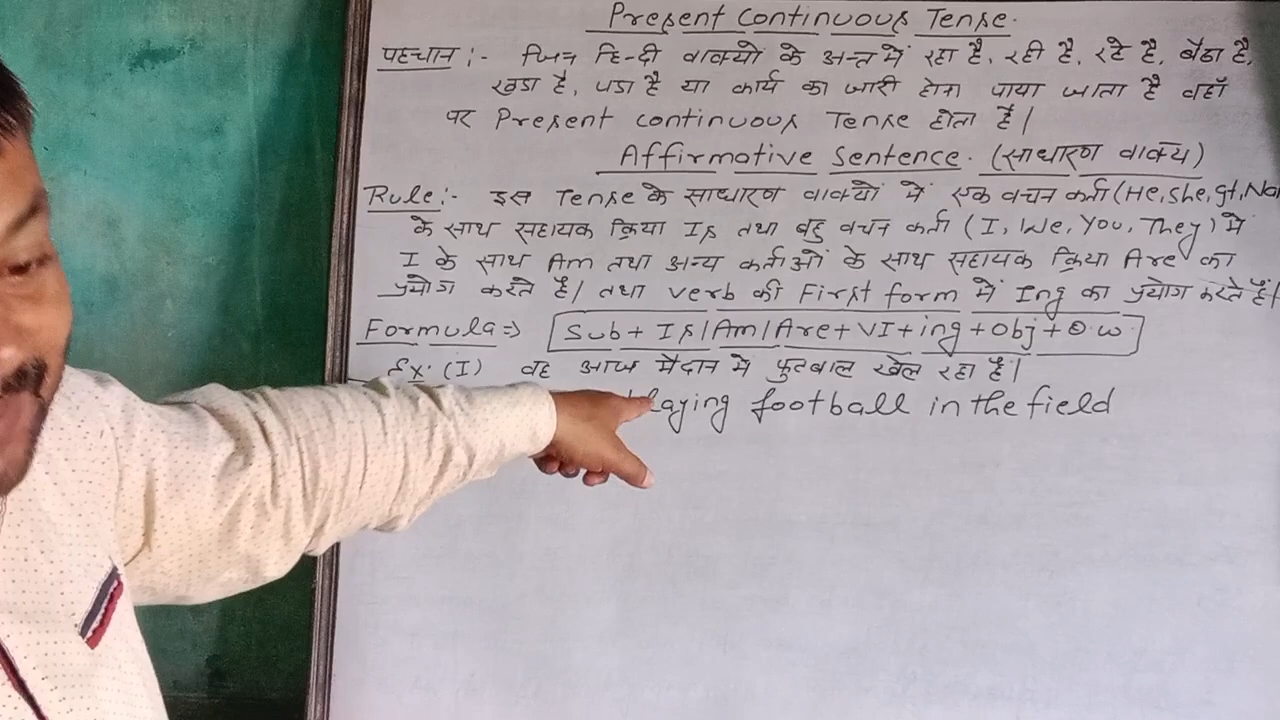 Present Continuous Tense.
पहचान :- जिन हिन्दी वाक्यो के अन्त में रहा है, रही है, रहे है, बैठा है,
खडा है, पडा है या कार्य का जारी होना पाया जाता है वहाँ
पर Present continuous Tense होता है।
Affirmative Sentence. (साधारण वाक्य)
Rule:- इस Tense के साधारण वाक्यों में एक वचन कर्ता (He, She, It, Na
के साथ सहायक क्रिया Is तथा बहु वचन कर्ता (I, We, You, They) मे
I के साथ Am तथा अन्य कर्ताओं के साथ सहायक क्रिया Are का
प्रयोग करते है। तथा verb की First form में Ing का प्रयोग करते हैं।
Formula => Sub + Is/Am/Are + VI + ing + Obj + O.w
Ex. (I) वह आज मैदान मे फुटबाल खेल रहा है।
laying football in the field